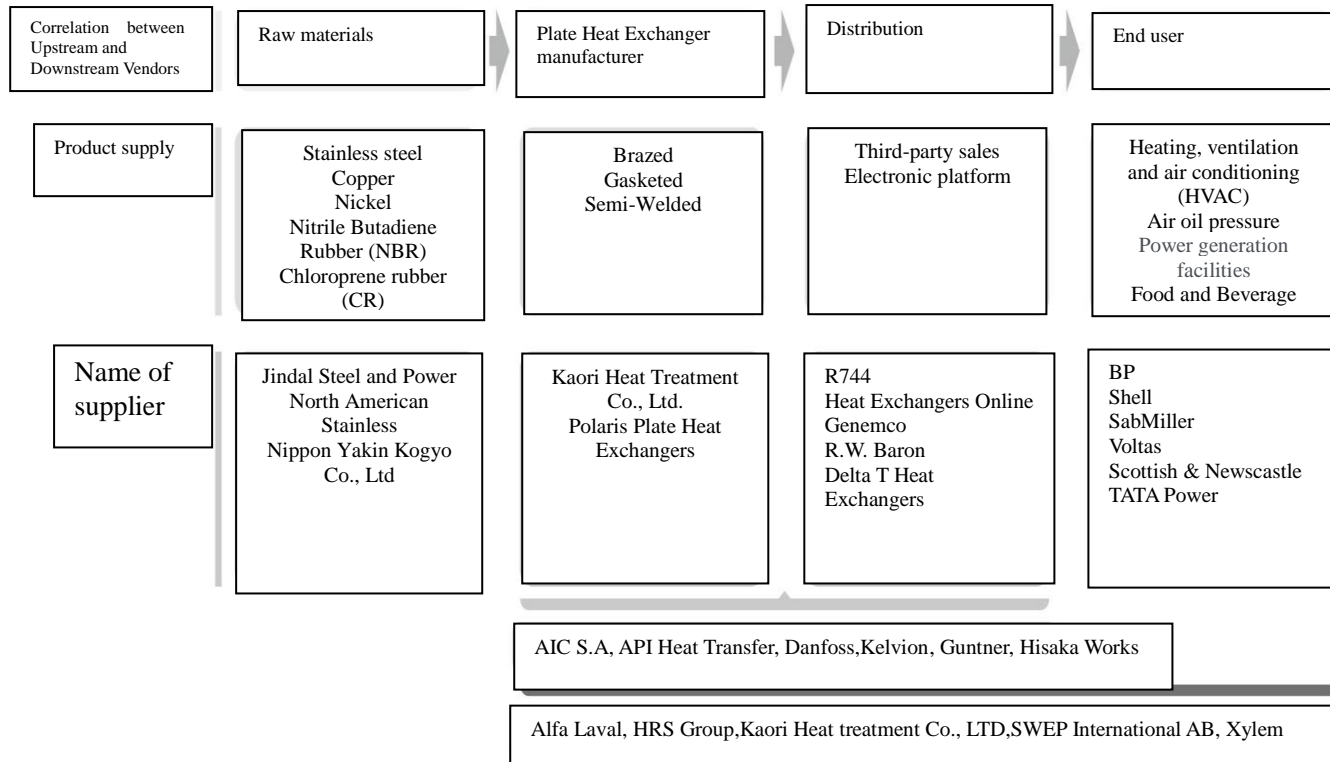 Correlation between
Upstream and
Downstream Vendors
Raw materials
Plate Heat Exchanger
manufacturer
Distribution
End user
Product supply
Stainless steel
Copper
Nickel
Nitrile Butadiene
Rubber (NBR)
Chloroprene rubber
(CR)
Brazed
Gasketed
Semi-Welded
Third-party sales
Electronic platform
Heating, ventilation
and air conditioning
(HVAC)
Air oil pressure
Power generation
facilities
Food and Beverage
Name of
supplier
Jindal Steel and Power
North American
Stainless
Nippon Yakin Kogyo
Co., Ltd
Kaori Heat Treatment
Co., Ltd.
Polaris Plate Heat
Exchangers
R744
Heat Exchangers Online
Genemco
R.W. Baron
Delta T Heat
Exchangers
BP
Shell
SabMiller
Voltas
Scottish & Newscastle
TATA Power
AIC S.A, API Heat Transfer, Danfoss,Kelvion, Guntner, Hisaka Works
Alfa Laval, HRS Group,Kaori Heat treatment Co., LTD,SWEP International AB, Xylem